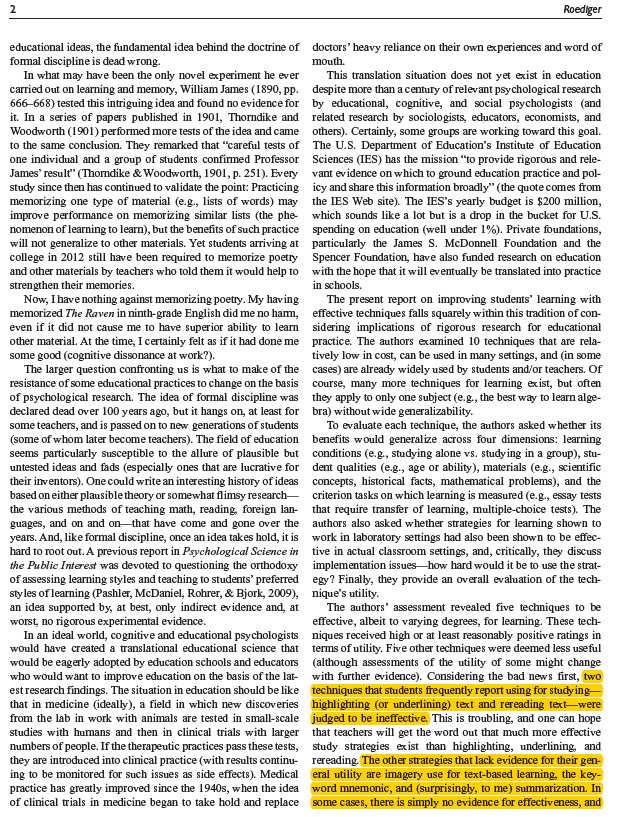 2
Roediger
educational ideas, the fundamental idea behind the doctrine of
formal discipline is dead wrong.
In what may have been the only novel experiment he ever
carried out on learning and memory, William James (1890, pp.
666–668) tested this intriguing idea and found no evidence for
it. In a series of papers published in 1901, Thorndike and
Woodworth (1901) performed more tests of the idea and came
to the same conclusion. They remarked that “careful tests of
one individual and a group of students confirmed Professor
James’ result” (Thorndike & Woodworth, 1901, p. 251). Every
study since then has continued to validate the point: Practicing
memorizing one type of material (e.g., lists of words) may
improve performance on memorizing similar lists (the phe-
nomenon of learning to learn), but the benefits of such practice
will not generalize to other materials. Yet students arriving at
college in 2012 still have been required to memorize poetry
and other materials by teachers who told them it would help to
strengthen their memories.
Now, I have nothing against memorizing poetry. My having
memorized The Raven in ninth-grade English did me no harm,
even if it did not cause me to have superior ability to learn
other material. At the time, I certainly felt as if it had done me
some good (cognitive dissonance at work?).
The larger question confronting us is what to make of the
resistance of some educational practices to change on the basis
of psychological research. The idea of formal discipline was
declared dead over 100 years ago, but it hangs on, at least for
some teachers, and is passed on to new generations of students
(some of whom later become teachers). The field of education
seems particularly susceptible to the allure of plausible but
untested ideas and fads (especially ones that are lucrative for
their inventors). One could write an interesting history of ideas
based on either plausible theory or somewhat flimsy research—
the various methods of teaching math, reading, foreign lan-
guages, and on and on—that have come and gone over the
years. And, like formal discipline, once an idea takes hold, it is
hard to root out. A previous report in Psychological Science in
the Public Interest was devoted to questioning the orthodoxy
of assessing learning styles and teaching to students’ preferred
styles of learning (Pashler, McDaniel, Rohrer, & Bjork, 2009),
an idea supported by, at best, only indirect evidence and, at
worst, no rigorous experimental evidence.
In an ideal world, cognitive and educational psychologists
would have created a translational educational science that
would be eagerly adopted by education schools and educators
who would want to improve education on the basis of the lat-
est research findings. The situation in education should be like
that in medicine (ideally), a field in which new discoveries
from the lab in work with animals are tested in small-scale
studies with humans and then in clinical trials with larger
numbers of people. If the therapeutic practices pass these tests,
they are introduced into clinical practice (with results continu-
ing to be monitored for such issues as side effects). Medical
practice has greatly improved since the 1940s, when the idea
of clinical trials in medicine began to take hold and replace
doctors’ heavy reliance on their own experiences and word of
mouth.
This translation situation does not yet exist in education
despite more than a century of relevant psychological research
by educational, cognitive, and social psychologists (and
related research by sociologists, educators, economists, and
others). Certainly, some groups are working toward this goal.
The U.S. Department of Education’s Institute of Education
Sciences (IES) has the mission “to provide rigorous and rele-
vant evidence on which to ground education practice and pol-
icy and share this information broadly” (the quote comes from
the IES Web site). The IES’s yearly budget is $200 million,
which sounds like a lot but is a drop in the bucket for U.S.
spending on education (well under 1%). Private foundations,
particularly the James S. McDonnell Foundation and the
Spencer Foundation, have also funded research on education
with the hope that it will eventually be translated into practice
in schools.
The present report on improving students’ learning with
effective techniques falls squarely within this tradition of con-
sidering implications of rigorous research for educational
practice. The authors examined 10 techniques that are rela-
tively low in cost, can be used in many settings, and (in some
cases) are already widely used by students and/or teachers. Of
course, many more techniques for learning exist, but often
they apply to only one subject (e.g., the best way to learn alge-
bra) without wide generalizability.
To evaluate each technique, the authors asked whether its
benefits would generalize across four dimensions: learning
conditions (e.g., studying alone vs. studying in a group), stu-
dent qualities (e.g., age or ability), materials (e.g., scientific
concepts, historical facts, mathematical problems), and the
criterion tasks on which learning is measured (e.g., essay tests
that require transfer of learning, multiple-choice tests). The
authors also asked whether strategies for learning shown to
work in laboratory settings had also been shown to be effec-
tive in actual classroom settings, and, critically, they discuss
implementation issues—how hard would it be to use the strat-
egy? Finally, they provide an overall evaluation of the tech-
nique’s utility.
The authors’ assessment revealed five techniques to be
effective, albeit to varying degrees, for learning. These tech-
niques received high or at least reasonably positive ratings in
terms of utility. Five other techniques were deemed less useful
(although assessments of the utility of some might change
with further evidence). Considering the bad news first, two
techniques that students frequently report using for studying—
highlighting (or underlining) text and rereading text—were
judged to be ineffective. This is troubling, and one can hope
that teachers will get the word out that much more effective
study strategies exist than highlighting, underlining, and
rereading. The other strategies that lack evidence for their gen-
eral utility are imagery use for text-based learning, the key-
word mnemonic, and (surprisingly, to me) summarization. In
some cases, there is simply no evidence for effectiveness, and